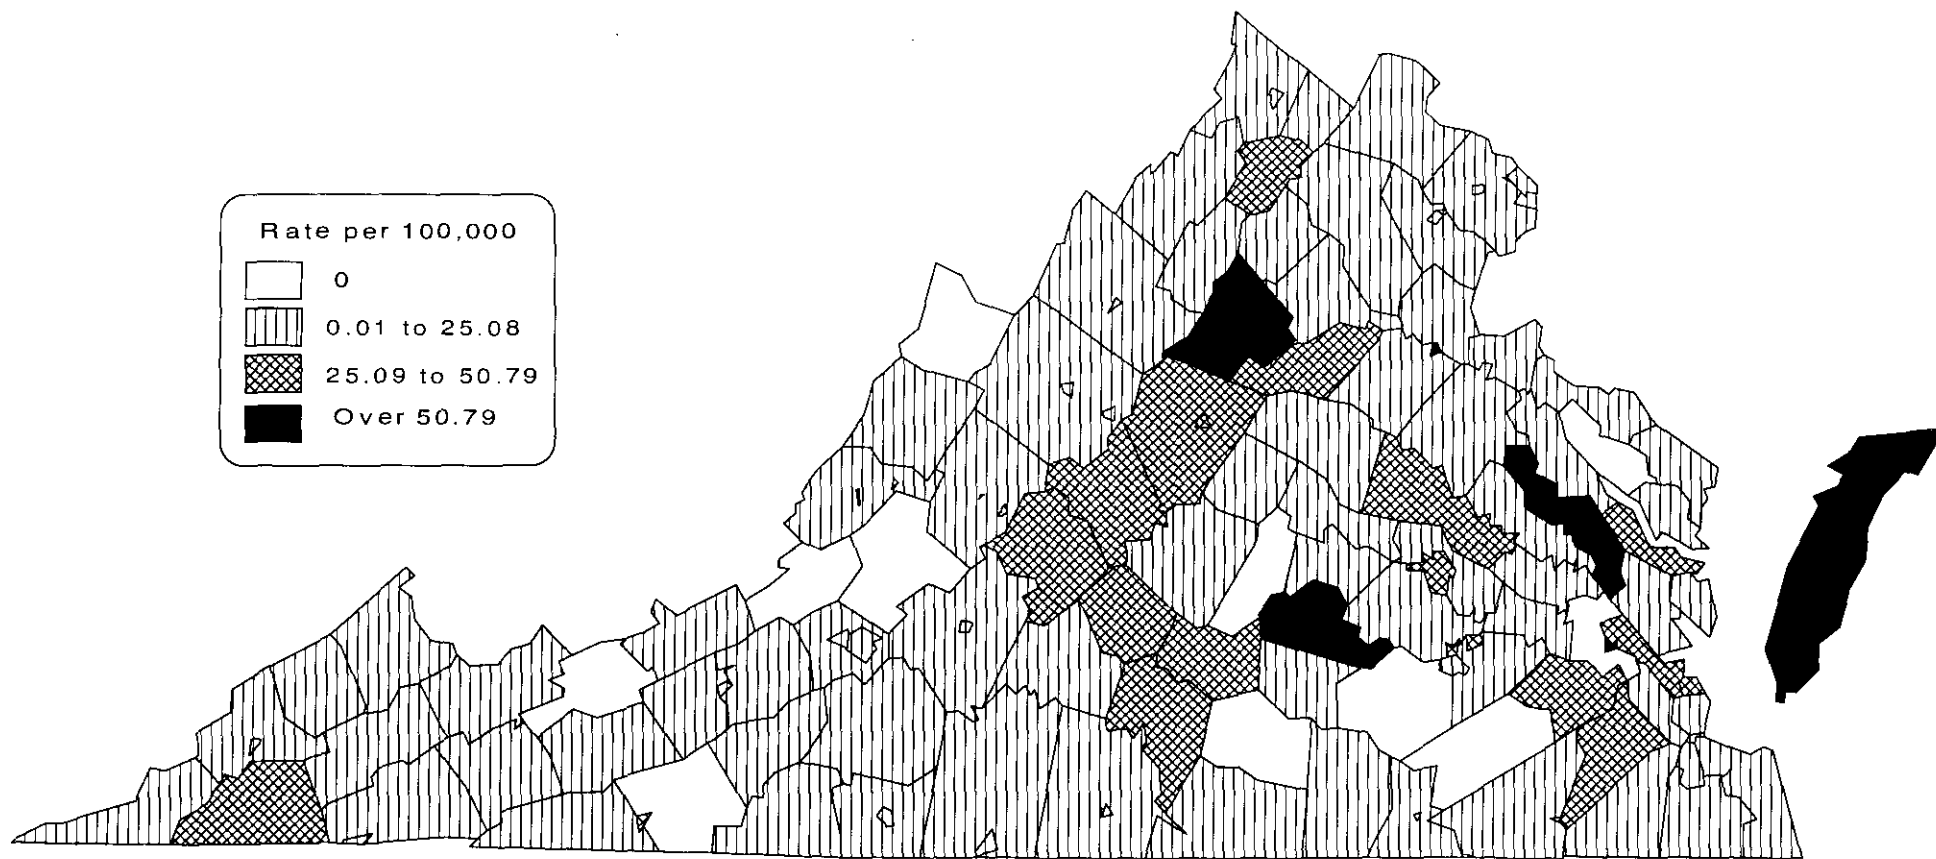 Rate per 100,000
0
0.01 to 25.08
25.09 to 50.79
Over 50.79